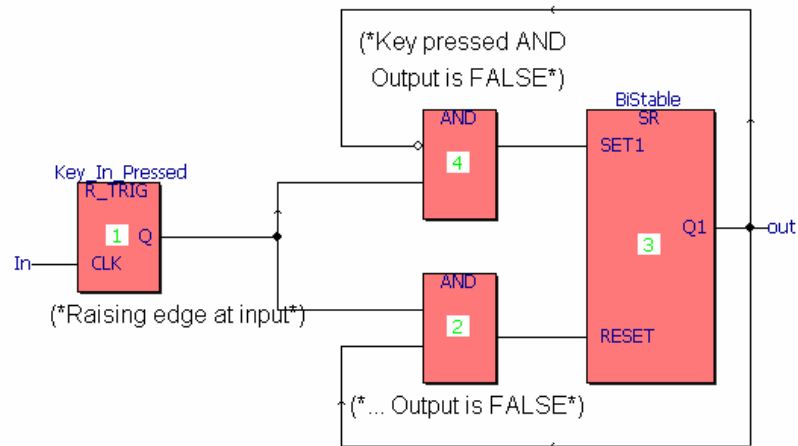 (*Key pressed AND
Output is FALSE*)
BiStable
AND
SR
SET1
4
Key_In_Pressed
R_TRIG
1
Q
In
CLK
Q1
out
3
(*Raising edge at input*)
AND
2
RESET
(*... Output is FALSE*)